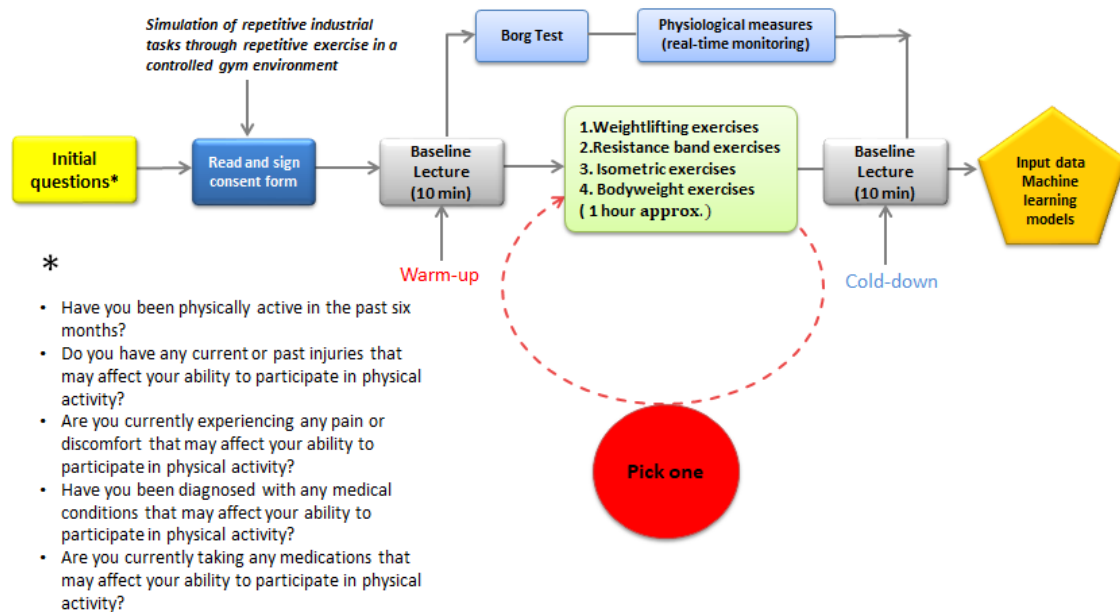 Simulation of repetitive industrial
tasks through repetitive exercise in a
controlled gym environment
Borg Test
Physiological measures
(real-time monitoring)
Initial
questions*
Read and sign
consent form
Baseline
Lecture
(10 min)
1.Weightlifting exercises
2.Resistance band exercises
3. Isometric exercises
4. Bodyweight exercises
( 1 hour approx. )
Baseline
Lecture
(10 min)
Input data
Machine
learning
models
Warm-up
Cold-down
Pick one
*
• Have you been physically active in the past six
months?
• Do you have any current or past injuries that
may affect your ability to participate in physical
activity?
• Are you currently experiencing any pain or
discomfort that may affect your ability to
participate in physical activity?
• Have you been diagnosed with any medical
conditions that may affect your ability to
participate in physical activity?
• Are you currently taking any medications that
may affect your ability to participate in physical
activity?